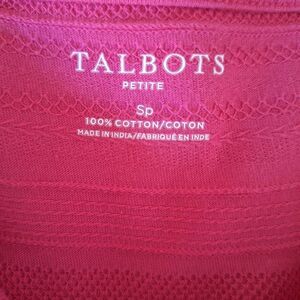 TALBOTS
PETITE
Sp
100% COTTON/COTON
MADE IN INDIA/FABRIQUÉ EN INDE